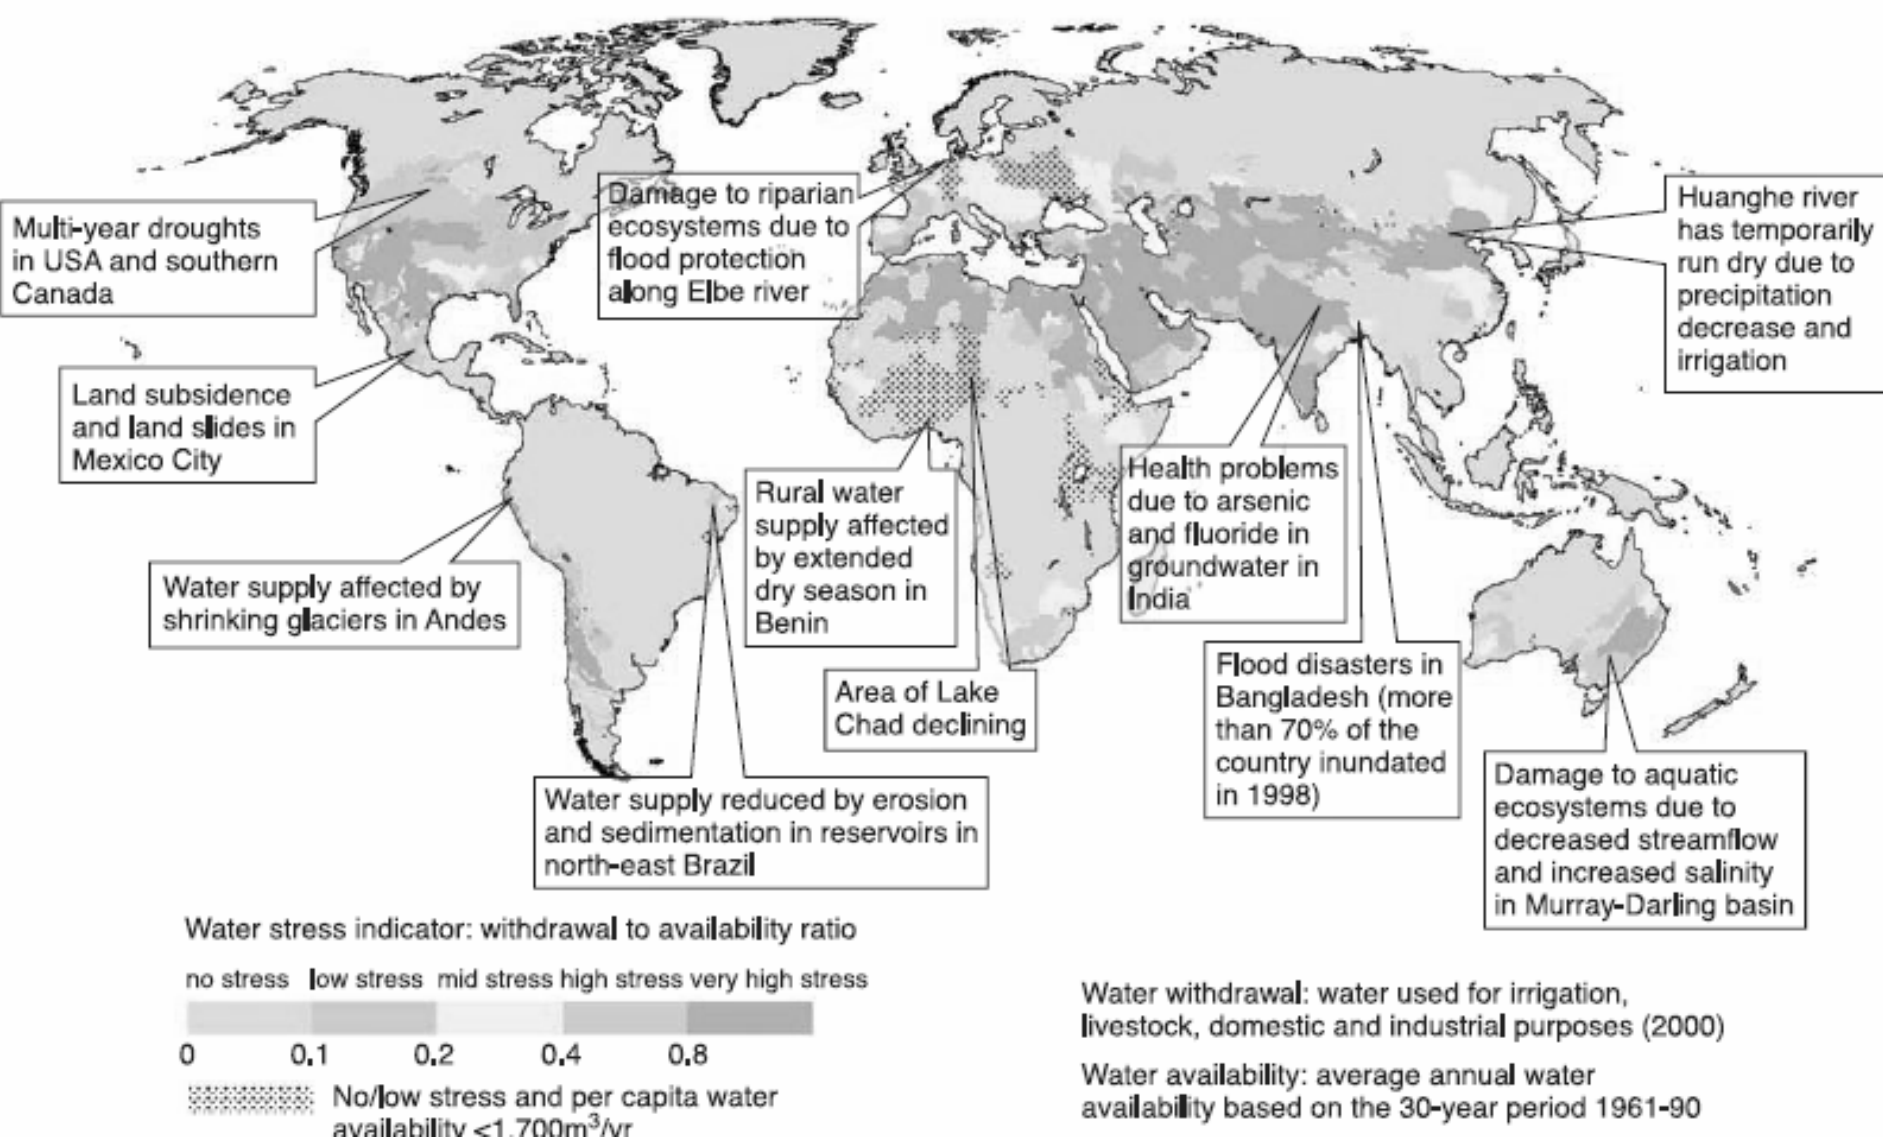 Multi-year droughts
in USA and southern
Canada
Land subsidence
and land slides in
Mexico City
Water supply affected by
shrinking glaciers in Andes
Damage to riparian
ecosystems due to
flood protection
along Elbe river
Rural water
supply affected
by extended
dry season in
Benin
Area of Lake
Chad declining
Water supply reduced by erosion
and sedimentation in reservoirs in
north-east Brazil
Health problems
due to arsenic
and fluoride in
groundwater in
India
Flood disasters in
Bangladesh (more
than 70% of the
country inundated
in 1998)
Huanghe river
has temporarily
run dry due to
precipitation
decrease and
irrigation
Damage to aquatic
ecosystems due to
decreased streamflow
and increased salinity
in Murray-Darling basin
Water stress indicator: withdrawal to availability ratio
no stress low stress mid stress high stress very high stress
0 0.1 0.2 0.4 0.8
No/low stress and per capita water
availability <1,700m³/yr
Water withdrawal: water used for irrigation,
livestock, domestic and industrial purposes (2000)
Water availability: average annual water
availability based on the 30-year period 1961-90